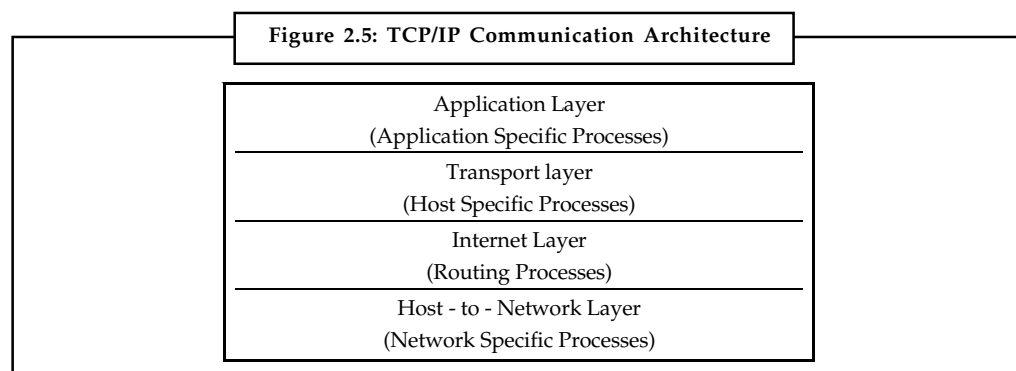 Figure 2.5: TCP/IP Communication Architecture
Application Layer
(Application Specific Processes)
Transport layer
(Host Specific Processes)
Internet Layer
(Routing Processes)
Host - to - Network Layer
(Network Specific Processes)